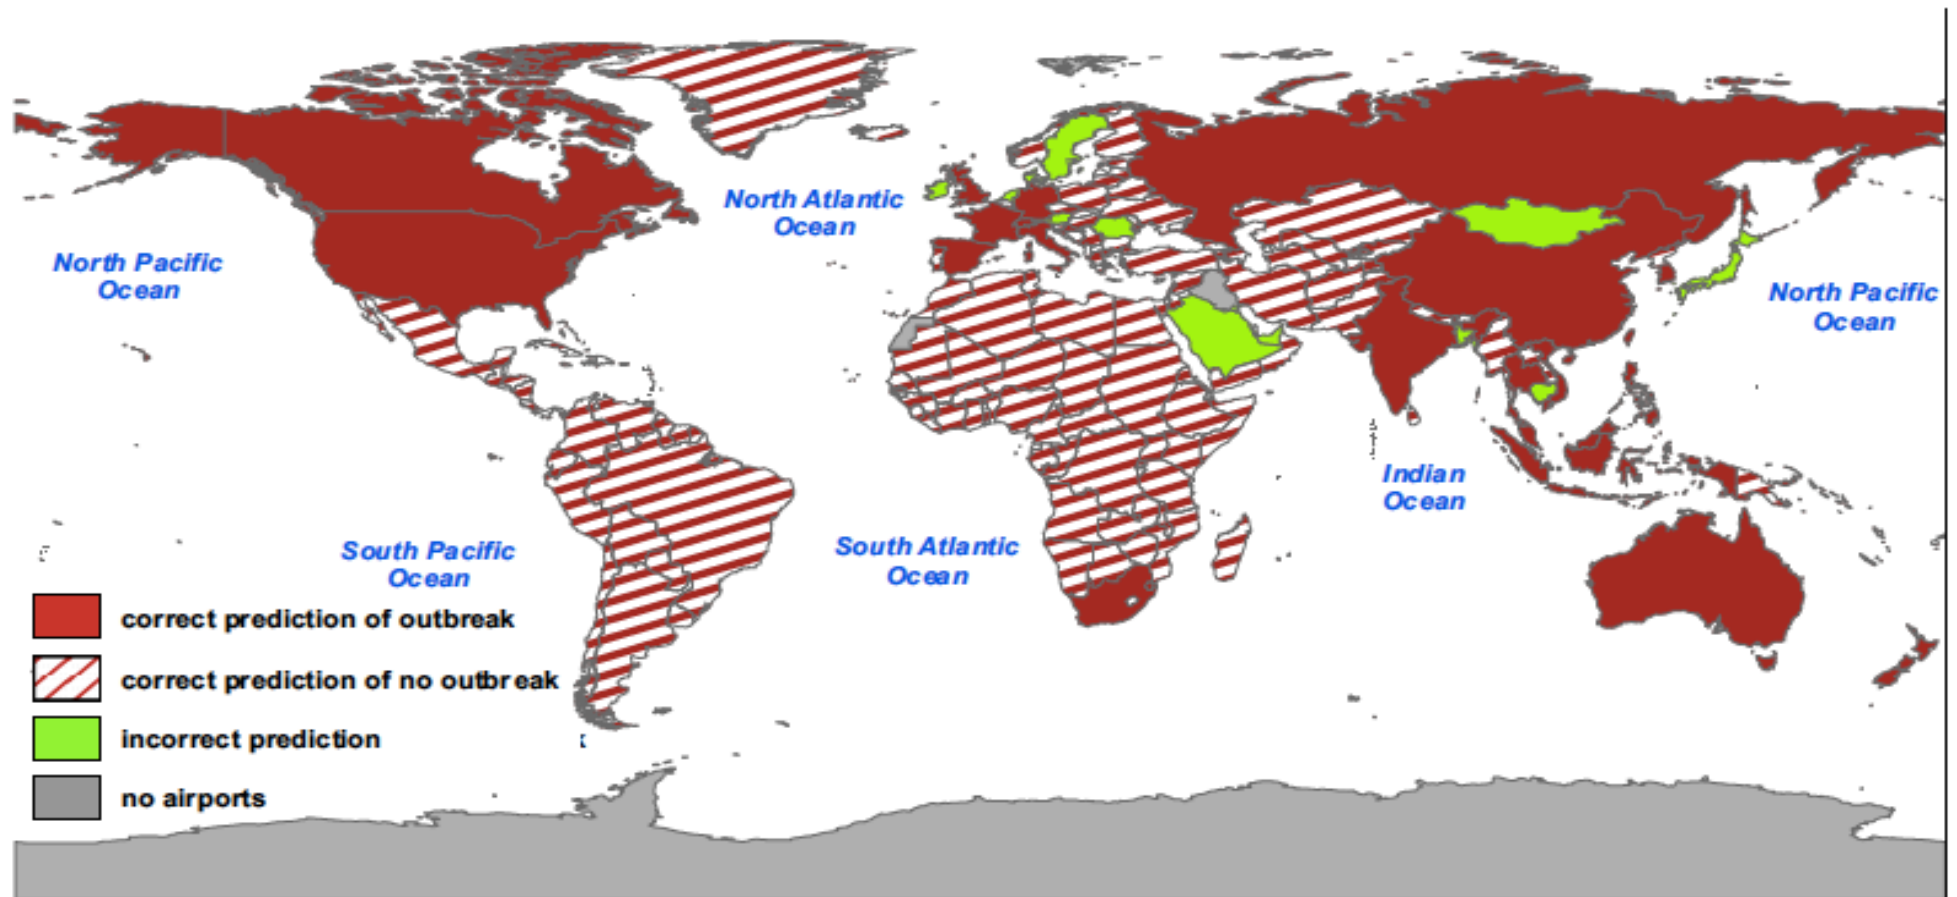 North Atlantic
Ocean
North Pacific
Ocean
North Pacific
Ocean
Indian
Ocean
South Pacific
Ocean
South Atlantic
Ocean
correct prediction of outbreak
correct prediction of no outbreak
incorrect prediction
no airports